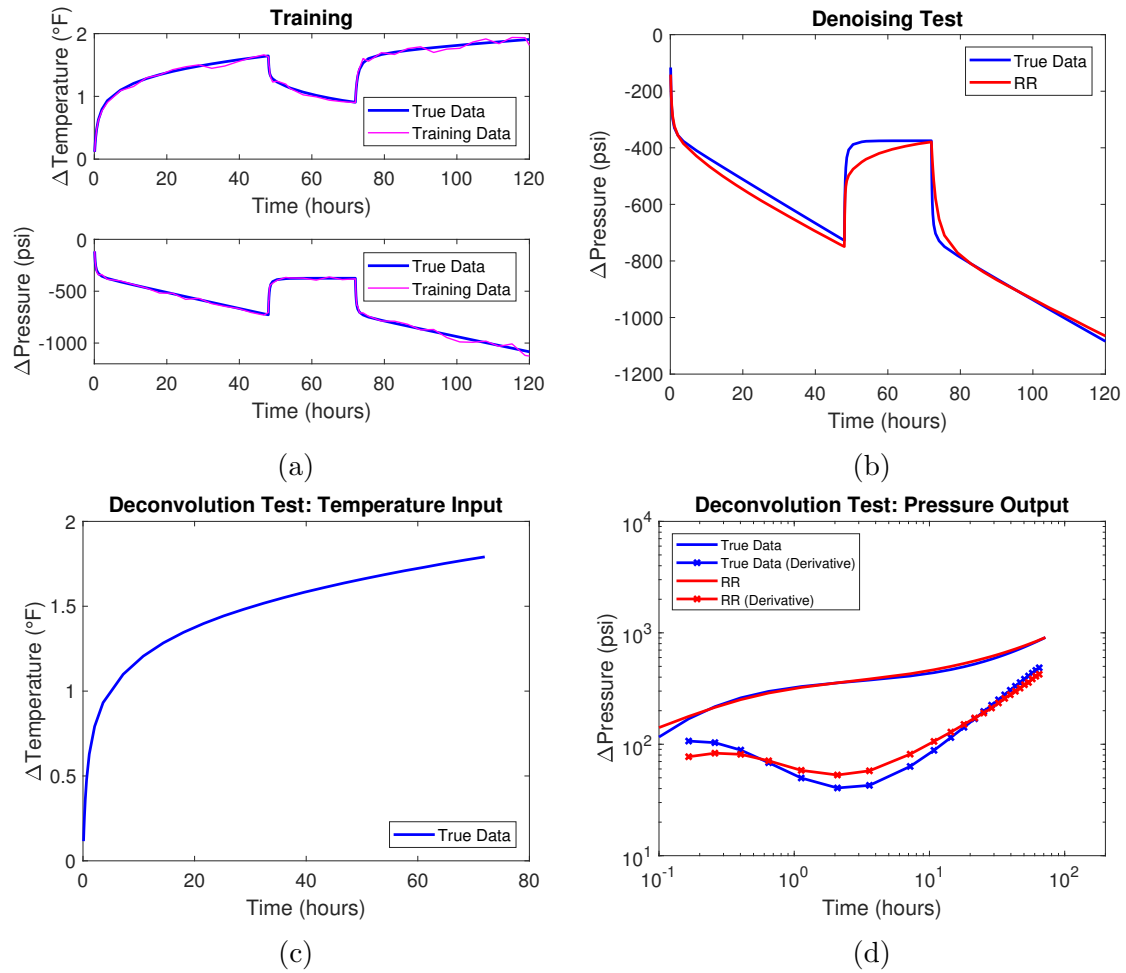 Training
ΔTemperature (°F)
2
1
0
True Data
Training Data
0 20 40 60 80 100 120
Time (hours)
ΔPressure (psi)
0
-500
-1000
True Data
Training Data
0 20 40 60 80 100 120
Time (hours)
(a)
Denoising Test
ΔPressure (psi)
0
-200
-400
-600
-800
-1000
-1200
True Data
RR
0 20 40 60 80 100 120
Time (hours)
(b)
Deconvolution Test: Temperature Input
ΔTemperature (°F)
2
1.5
1
0.5
0
True Data
0 20 40 60 80
Time (hours)
(c)
Deconvolution Test: Pressure Output
ΔPressure (psi)
10^4
10^3
10^2
10^1
True Data
True Data (Derivative)
RR
RR (Derivative)
10^-1 10^0 10^1 10^2
Time (hours)
(d)